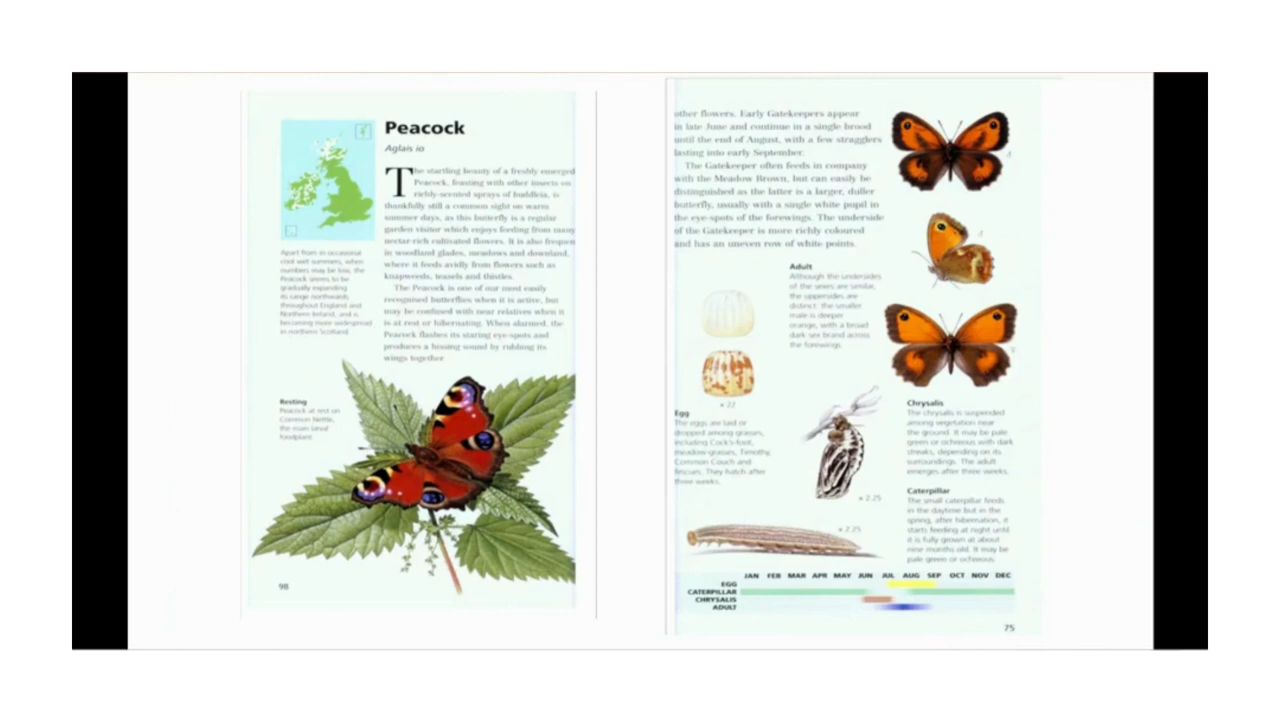 Peacock
Aglais io
The startling beauty of a freshly emerged
Peacock, feasting with other insects on
richly-scented sprays of buddleia, is
thankfully still a common sight on warm
summer days, as this butterfly is a regular
garden visitor which enjoys feeding from many
nectar-rich cultivated flowers. It is also frequen
in woodland glades, meadows and downland,
where it feeds avidly from flowers such as
knapweeds, teasels and thistles.
The Peacock is one of our most easily
recognised butterflies when it is active, but
may be confused with near relatives when it
is at rest or hibernating. When alarmed, the
Peacock flashes its staring eye-spots and
produces a hissing sound by rubbing its
wings together
Apart from in occasional
cool wet summers, when
numbers may be low, the
Peacock seems to be
gradually expanding
its range northwards
throughout England and
Northern Ireland, and is
becoming more widespread
in northern Scotland
Resting
Peacock at rest on
Common Nettle,
the main larval
foodplant.
98
other flowers. Early Gatekeepers appear
in late June and continue in a single brood
until the end of August, with a few stragglers
lasting into early September.
The Gatekeeper often feeds in company
with the Meadow Brown, but can easily be
distinguished as the latter is a larger, duller
butterfly, usually with a single white pupil in
the eye-spots of the forewings. The underside
of the Gatekeeper is more richly coloured
and has an uneven row of white points.
Adult
Although the undersides
of the sexes are similar,
the uppersides are
distinct: the smaller
male is deeper
orange, with a broad
dark sex brand across
the forewings.
♂
♂
♀
x 22
Egg
The eggs are laid or
dropped among grasses,
including Cock's-foot,
meadow-grasses, Timothy,
Common Couch and
fescues. They hatch after
three weeks.
x 2.25
Chrysalis
The chrysalis is suspended
among vegetation near
the ground. It may be pale
green or ochreous with dark
streaks, depending on its
surroundings. The adult
emerges after three weeks.
Caterpillar
The small caterpillar feeds
in the daytime but in the
spring, after hibernation, it
starts feeding at night until
it is fully grown at about
nine months old. It may be
pale green or ochreous.
x 2.25
JAN FEB MAR APR MAY JUN JUL AUG SEP OCT NOV DEC
EGG
CATERPILLAR
CHRYSALIS
ADULT
75